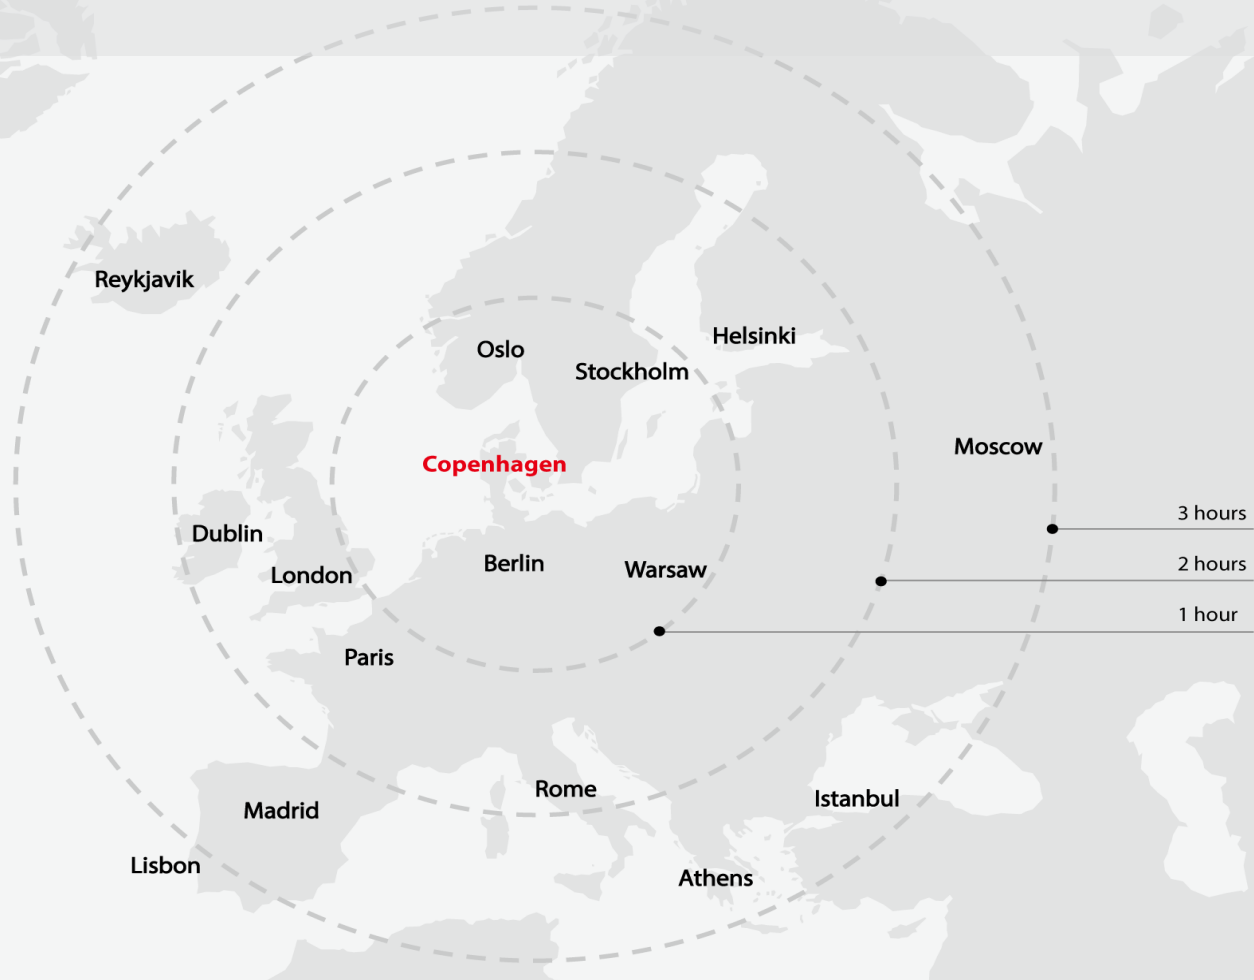 Reykjavik
Helsinki
Oslo
Stockholm
Moscow
Copenhagen
3 hours
Dublin
2 hours
Berlin
Warsaw
London
1 hour
Paris
Rome
Istanbul
Madrid
Lisbon
Athens